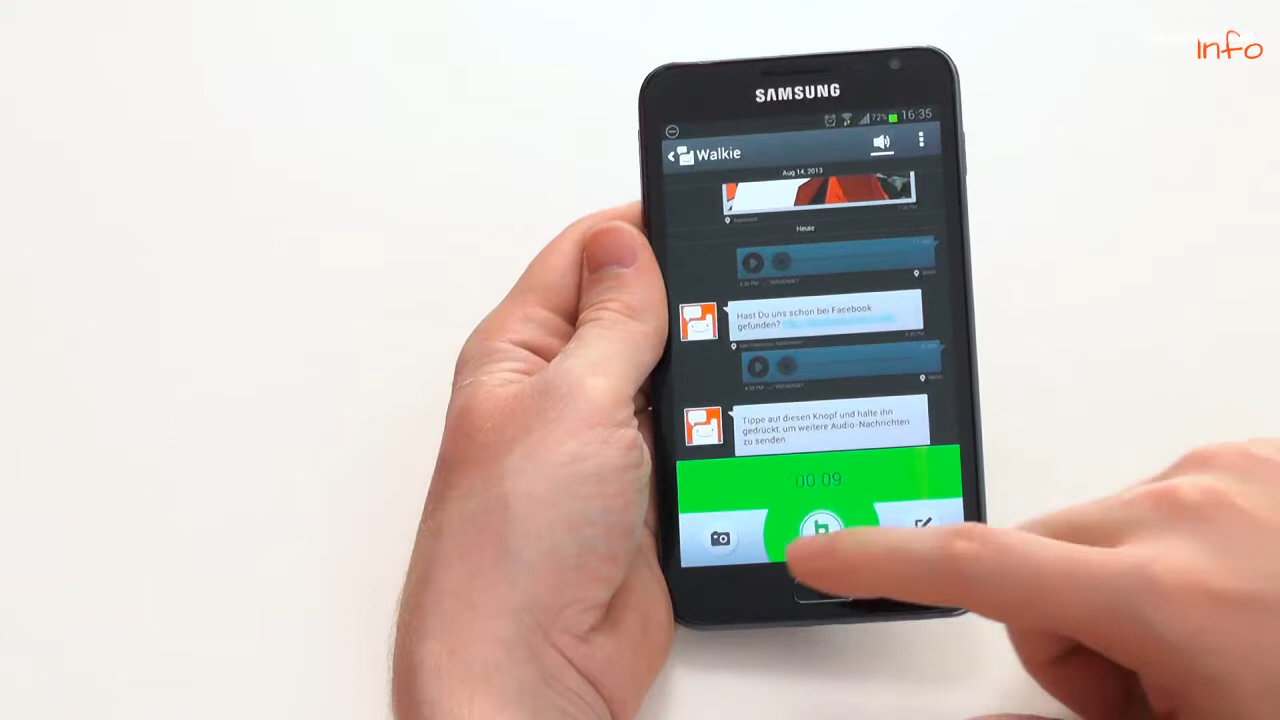 Info
SAMSUNG
72% 16:35
Walkie
Aug 14, 2013
Heute
Hast Du uns schon bei Facebook
gefunden?
Tippe auf diesen Knopf und halte ihn
gedrückt, um weitere Audio-Nachrichten
zu senden
00:09